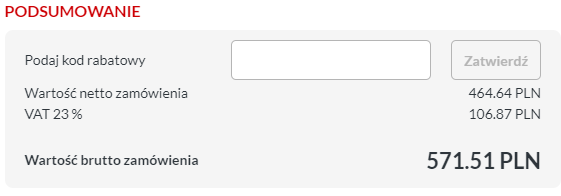 PODSUMOWANIE
Podaj kod rabatowy Zatwierdź
Wartość netto zamówienia 464.64 PLN
VAT 23 % 106.87 PLN
Wartość brutto zamówienia 571.51 PLN